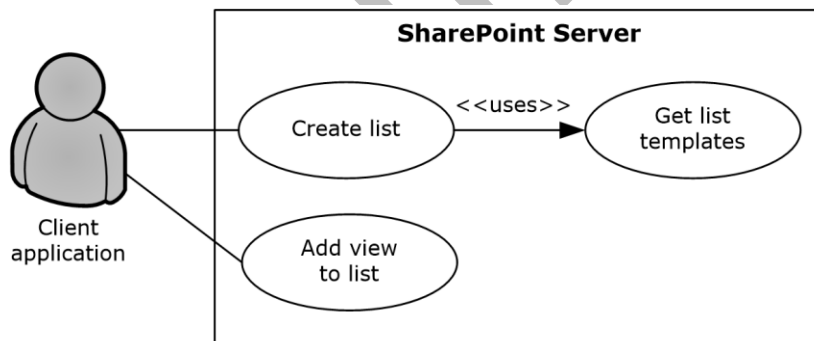 SharePoint Server
Create list
<<uses>>
Get list
templates
Client
application
Add view
to list